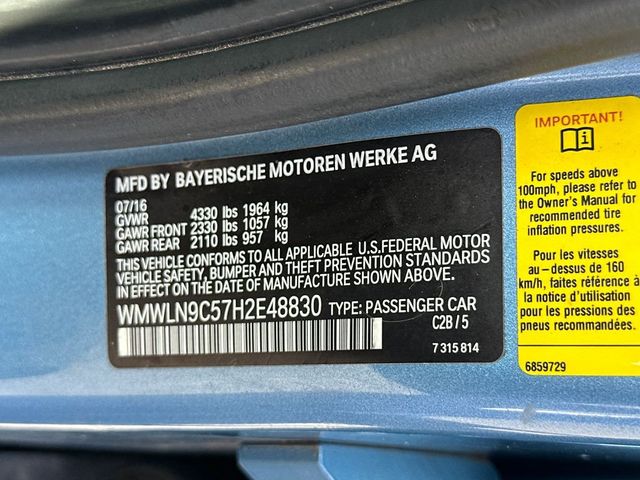 MFD BY BAYERISCHE MOTOREN WERKE AG
07/16
GVWR 4330 lbs 1964 kg
GAWR FRONT 2330 lbs 1057 kg
GAWR REAR 2110 lbs 957 kg
THIS VEHICLE CONFORMS TO ALL APPLICABLE U.S.FEDERAL MOTOR
VEHICLE SAFETY, BUMPER AND THEFT PREVENTION STANDARDS
IN EFFECT ON THE DATE OF MANUFACTURE SHOWN ABOVE.
WMWLN9C57H2E48830 TYPE: PASSENGER CAR
C2B / 5
7 315 814
IMPORTANT!
For speeds above
100mph, please refer to
the Owner's Manual for
recommended tire
inflation pressures.
Pour les vitesses
au-dessus de 160
km/h, faites référence à
la notice d'utilisation
pour les pressions des
pneus recomandées.
6859729